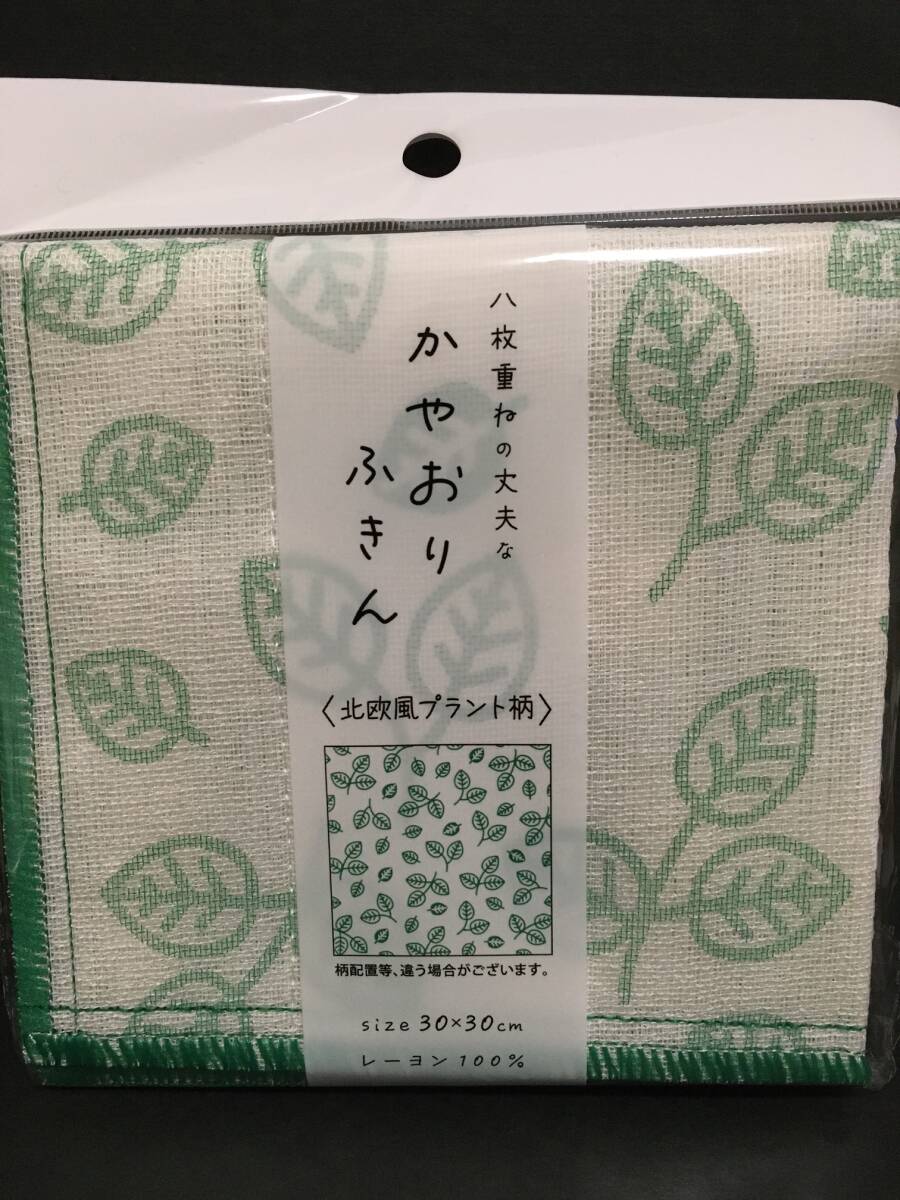 八枚重ねの丈夫な
かやおり
ふきん
〈北欧風プラント柄〉
柄配置等、違う場合がございます。
size 30×30cm
レーヨン 100%